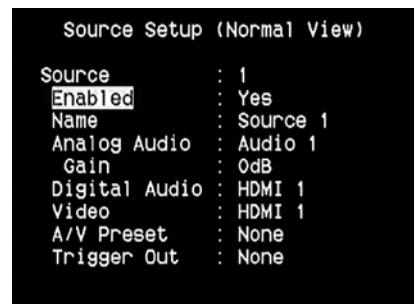 Source Setup (Normal View)
Source : 1
Enabled : Yes
Name : Source 1
Analog Audio : Audio 1
Gain : 0dB
Digital Audio : HDMI 1
Video : HDMI 1
A/V Preset : None
Trigger Out : None